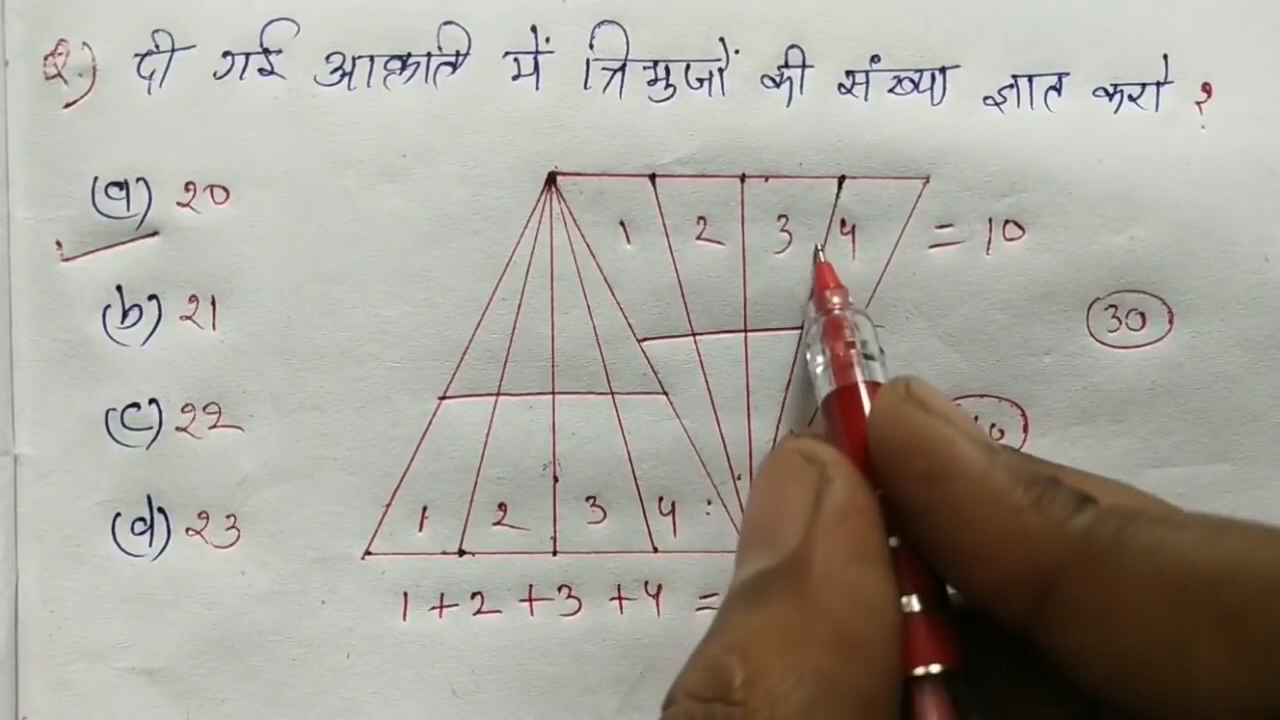 2.) दी गई आकृति में त्रिभुजों की संख्या ज्ञात करो ?
(a) 20
(b) 21
(c) 22
(d) 23
1 2 3 4 = 10
30
1 2 3 4
1 + 2 + 3 + 4 =